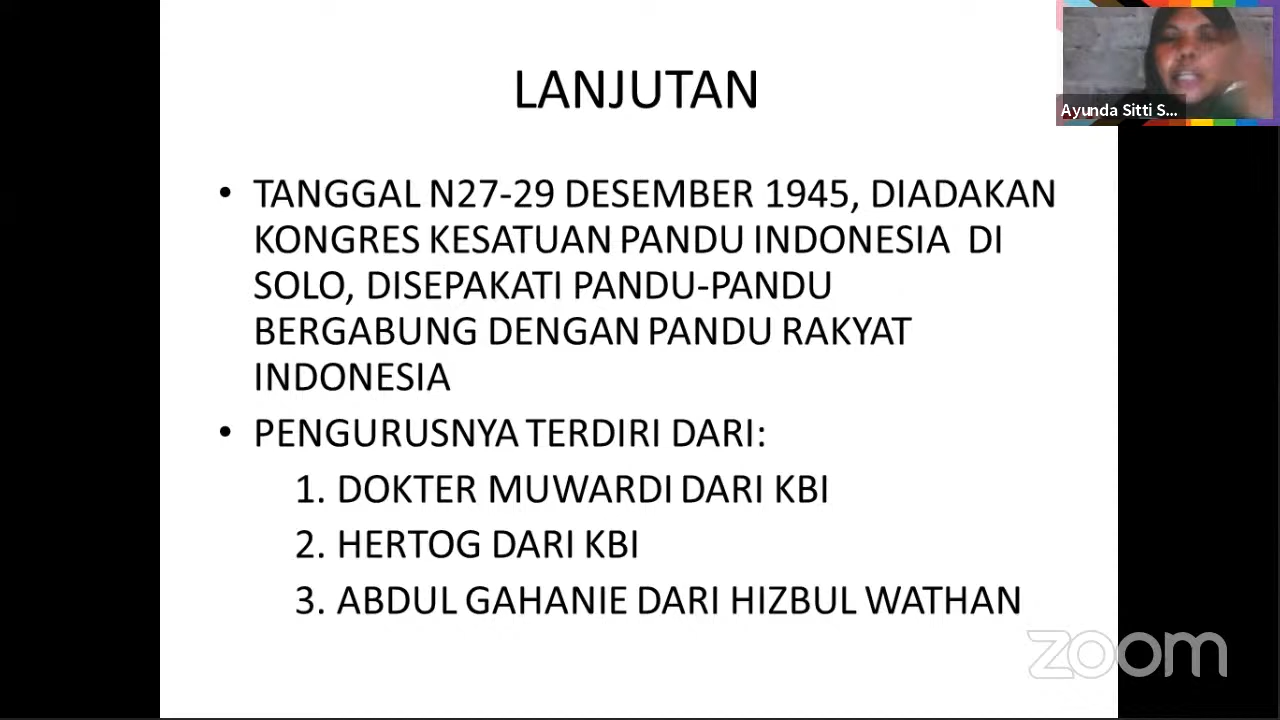 LANJUTAN
Ayunda Sitti S...
• TANGGAL N27-29 DESEMBER 1945, DIADAKAN
KONGRES KESATUAN PANDU INDONESIA DI
SOLO, DISEPAKATI PANDU-PANDU
BERGABUNG DENGAN PANDU RAKYAT
INDONESIA
• PENGURUSNYA TERDIRI DARI:
1. DOKTER MUWARDI DARI KBI
2. HERTOG DARI KBI
3. ABDUL GAHANIE DARI HIZBUL WATHAN
zoom